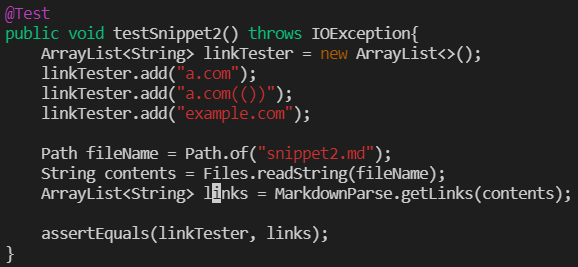 @Test
public void testSnippet2() throws IOException{
    ArrayList<String> linkTester = new ArrayList<>();
    linkTester.add("a.com");
    linkTester.add("a.com(())");
    linkTester.add("example.com");

    Path fileName = Path.of("snippet2.md");
    String contents = Files.readString(fileName);
    ArrayList<String> links = MarkdownParse.getLinks(contents);

    assertEquals(linkTester, links);
}